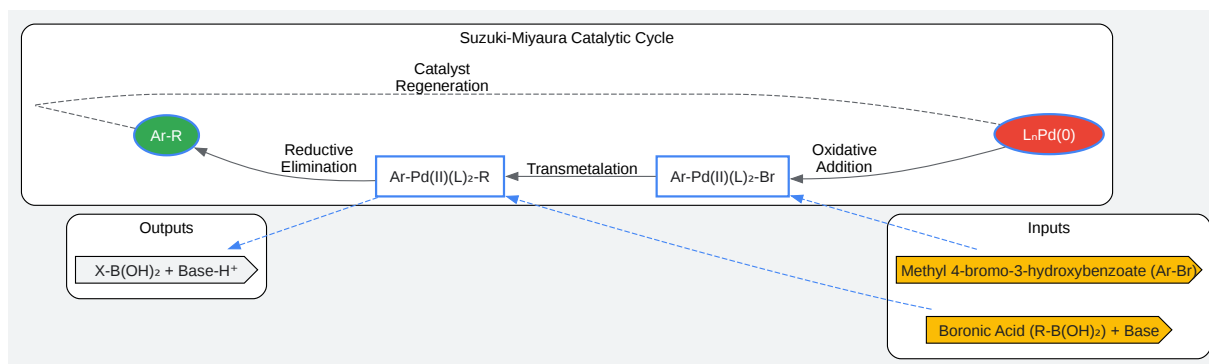 Suzuki-Miyaura Catalytic Cycle
Catalyst
Regeneration
Ar-R
LₙPd(0)
Reductive
Elimination
Oxidative
Addition
Ar-Pd(II)(L)₂-R
Transmetalation
Ar-Pd(II)(L)₂-Br
Outputs
Inputs
X-B(OH)₂ + Base-H⁺
Methyl 4-bromo-3-hydroxybenzoate (Ar-Br)
Boronic Acid (R-B(OH)₂) + Base